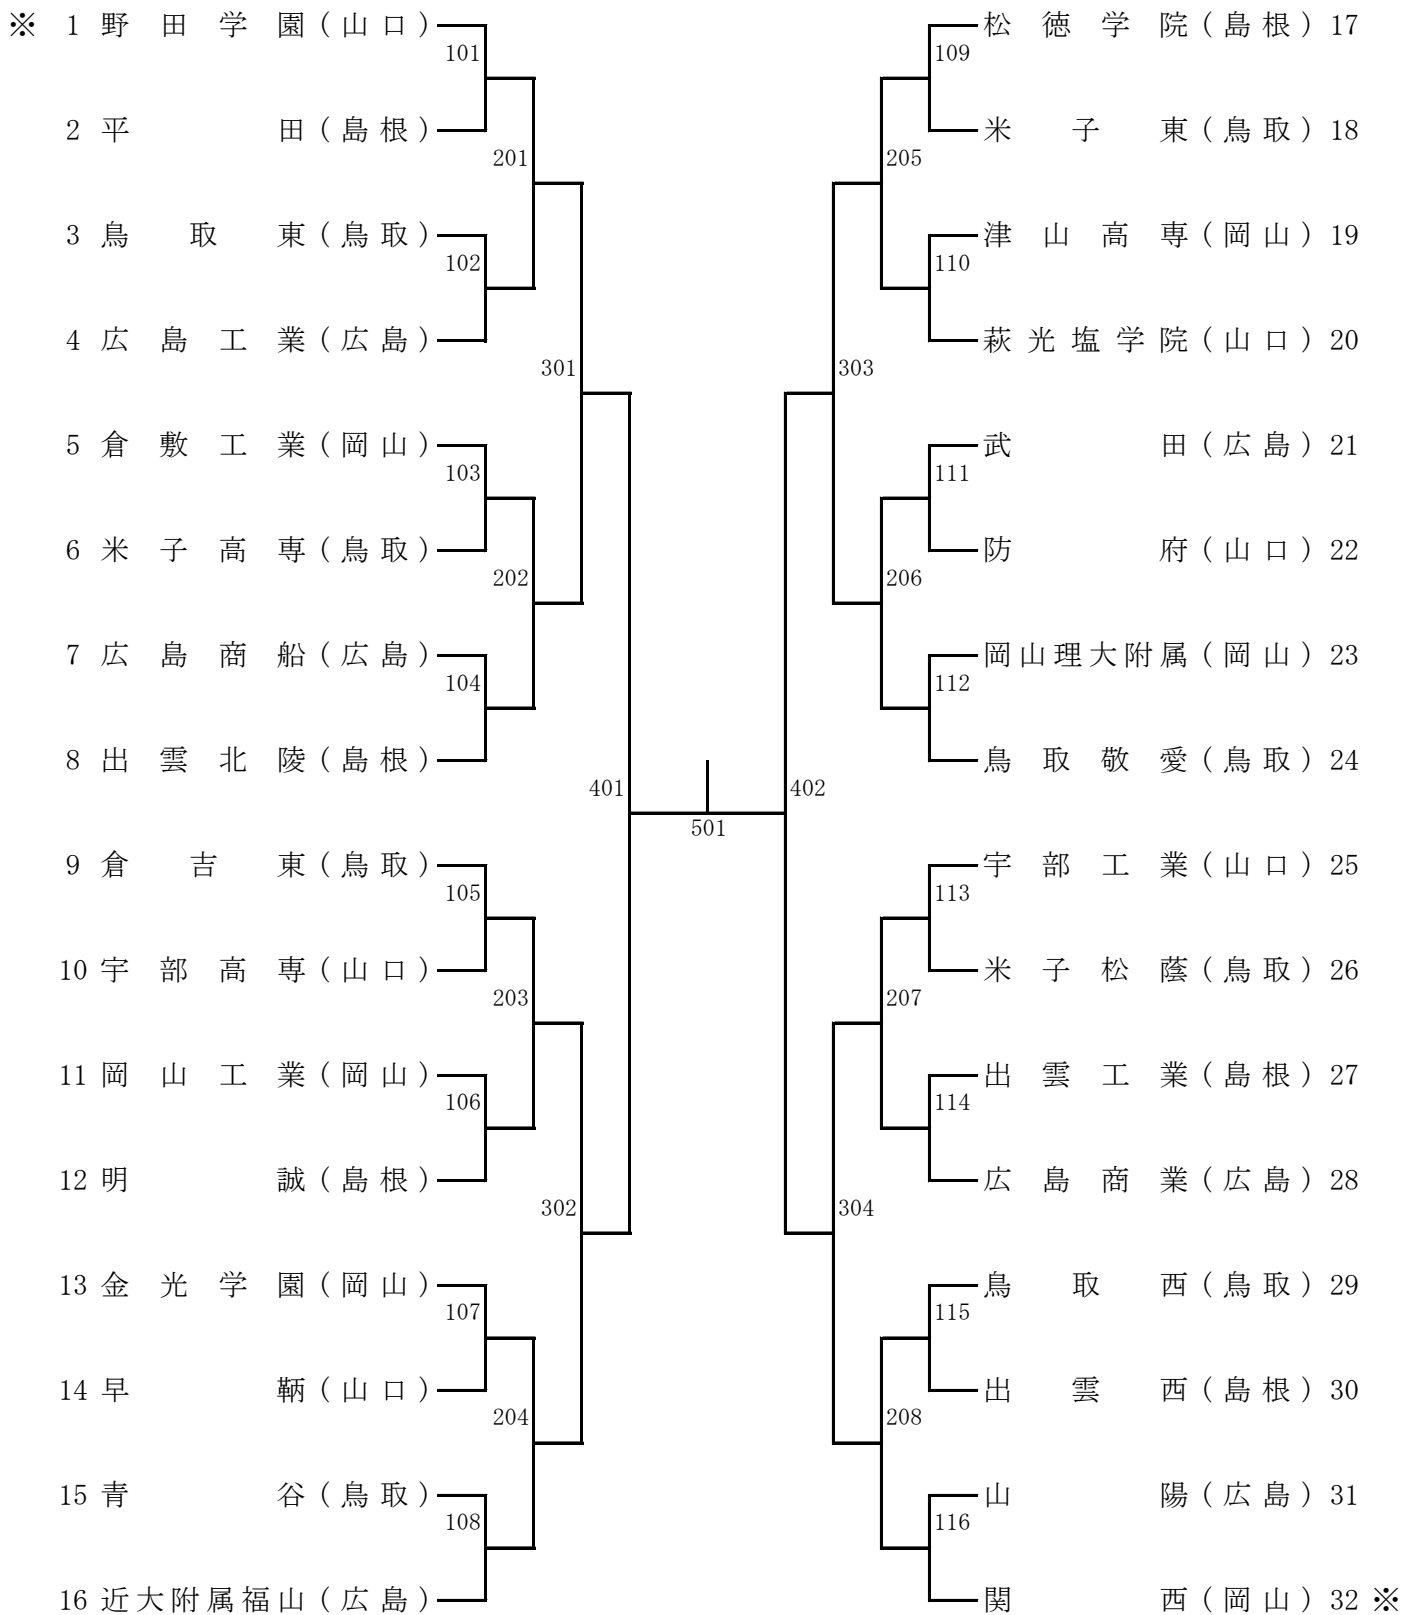 ※ 1 野田学園(山口)
101
2 平田(島根)
201
3 鳥取東(鳥取)
102
4 広島工業(広島)
301
5 倉敷工業(岡山)
103
6 米子高専(鳥取)
202
7 広島商船(広島)
104
8 出雲北陵(島根)
401
9 倉吉東(鳥取)
105
10 宇部高専(山口)
203
11 岡山工業(岡山)
106
12 明誠(島根)
302
13 金光学園(岡山)
107
14 早鞆(山口)
204
15 青谷(鳥取)
108
16 近大附属福山(広島)
501
松徳学院(島根) 17
109
米子東(鳥取) 18
205
津山高専(岡山) 19
110
萩光塩学院(山口) 20
303
武田(広島) 21
111
防府(山口) 22
206
岡山理大附属(岡山) 23
112
鳥取敬愛(鳥取) 24
402
宇部工業(山口) 25
113
米子松蔭(鳥取) 26
207
出雲工業(島根) 27
114
広島商業(広島) 28
304
鳥取西(鳥取) 29
115
出雲西(島根) 30
208
山陽(広島) 31
116
関西(岡山) 32 ※